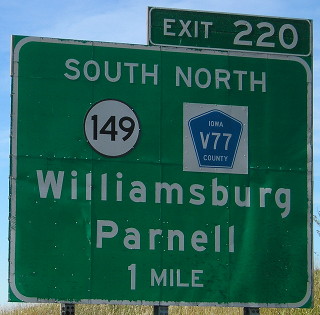 EXIT 220
SOUTH NORTH
149
IOWA
V77
COUNTY
Williamsburg
Parnell
1 MILE